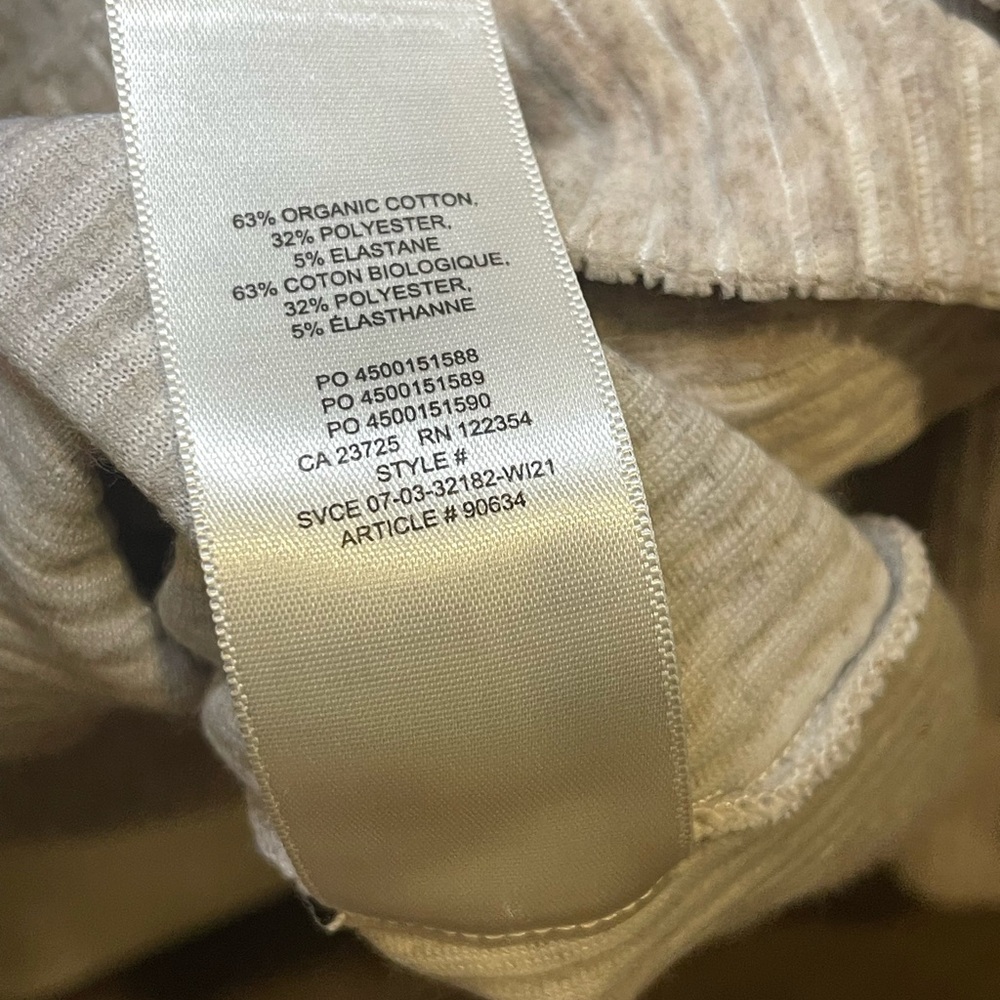 63% ORGANIC COTTON,
32% POLYESTER,
5% ELASTANE
63% COTON BIOLOGIQUE,
32% POLYESTER,
5% ÉLASTHANNE
PO 4500151588
PO 4500151589
PO 4500151590
CA 23725 RN 122354
STYLE #
SVCE 07-03-32182-WI21
ARTICLE # 90634